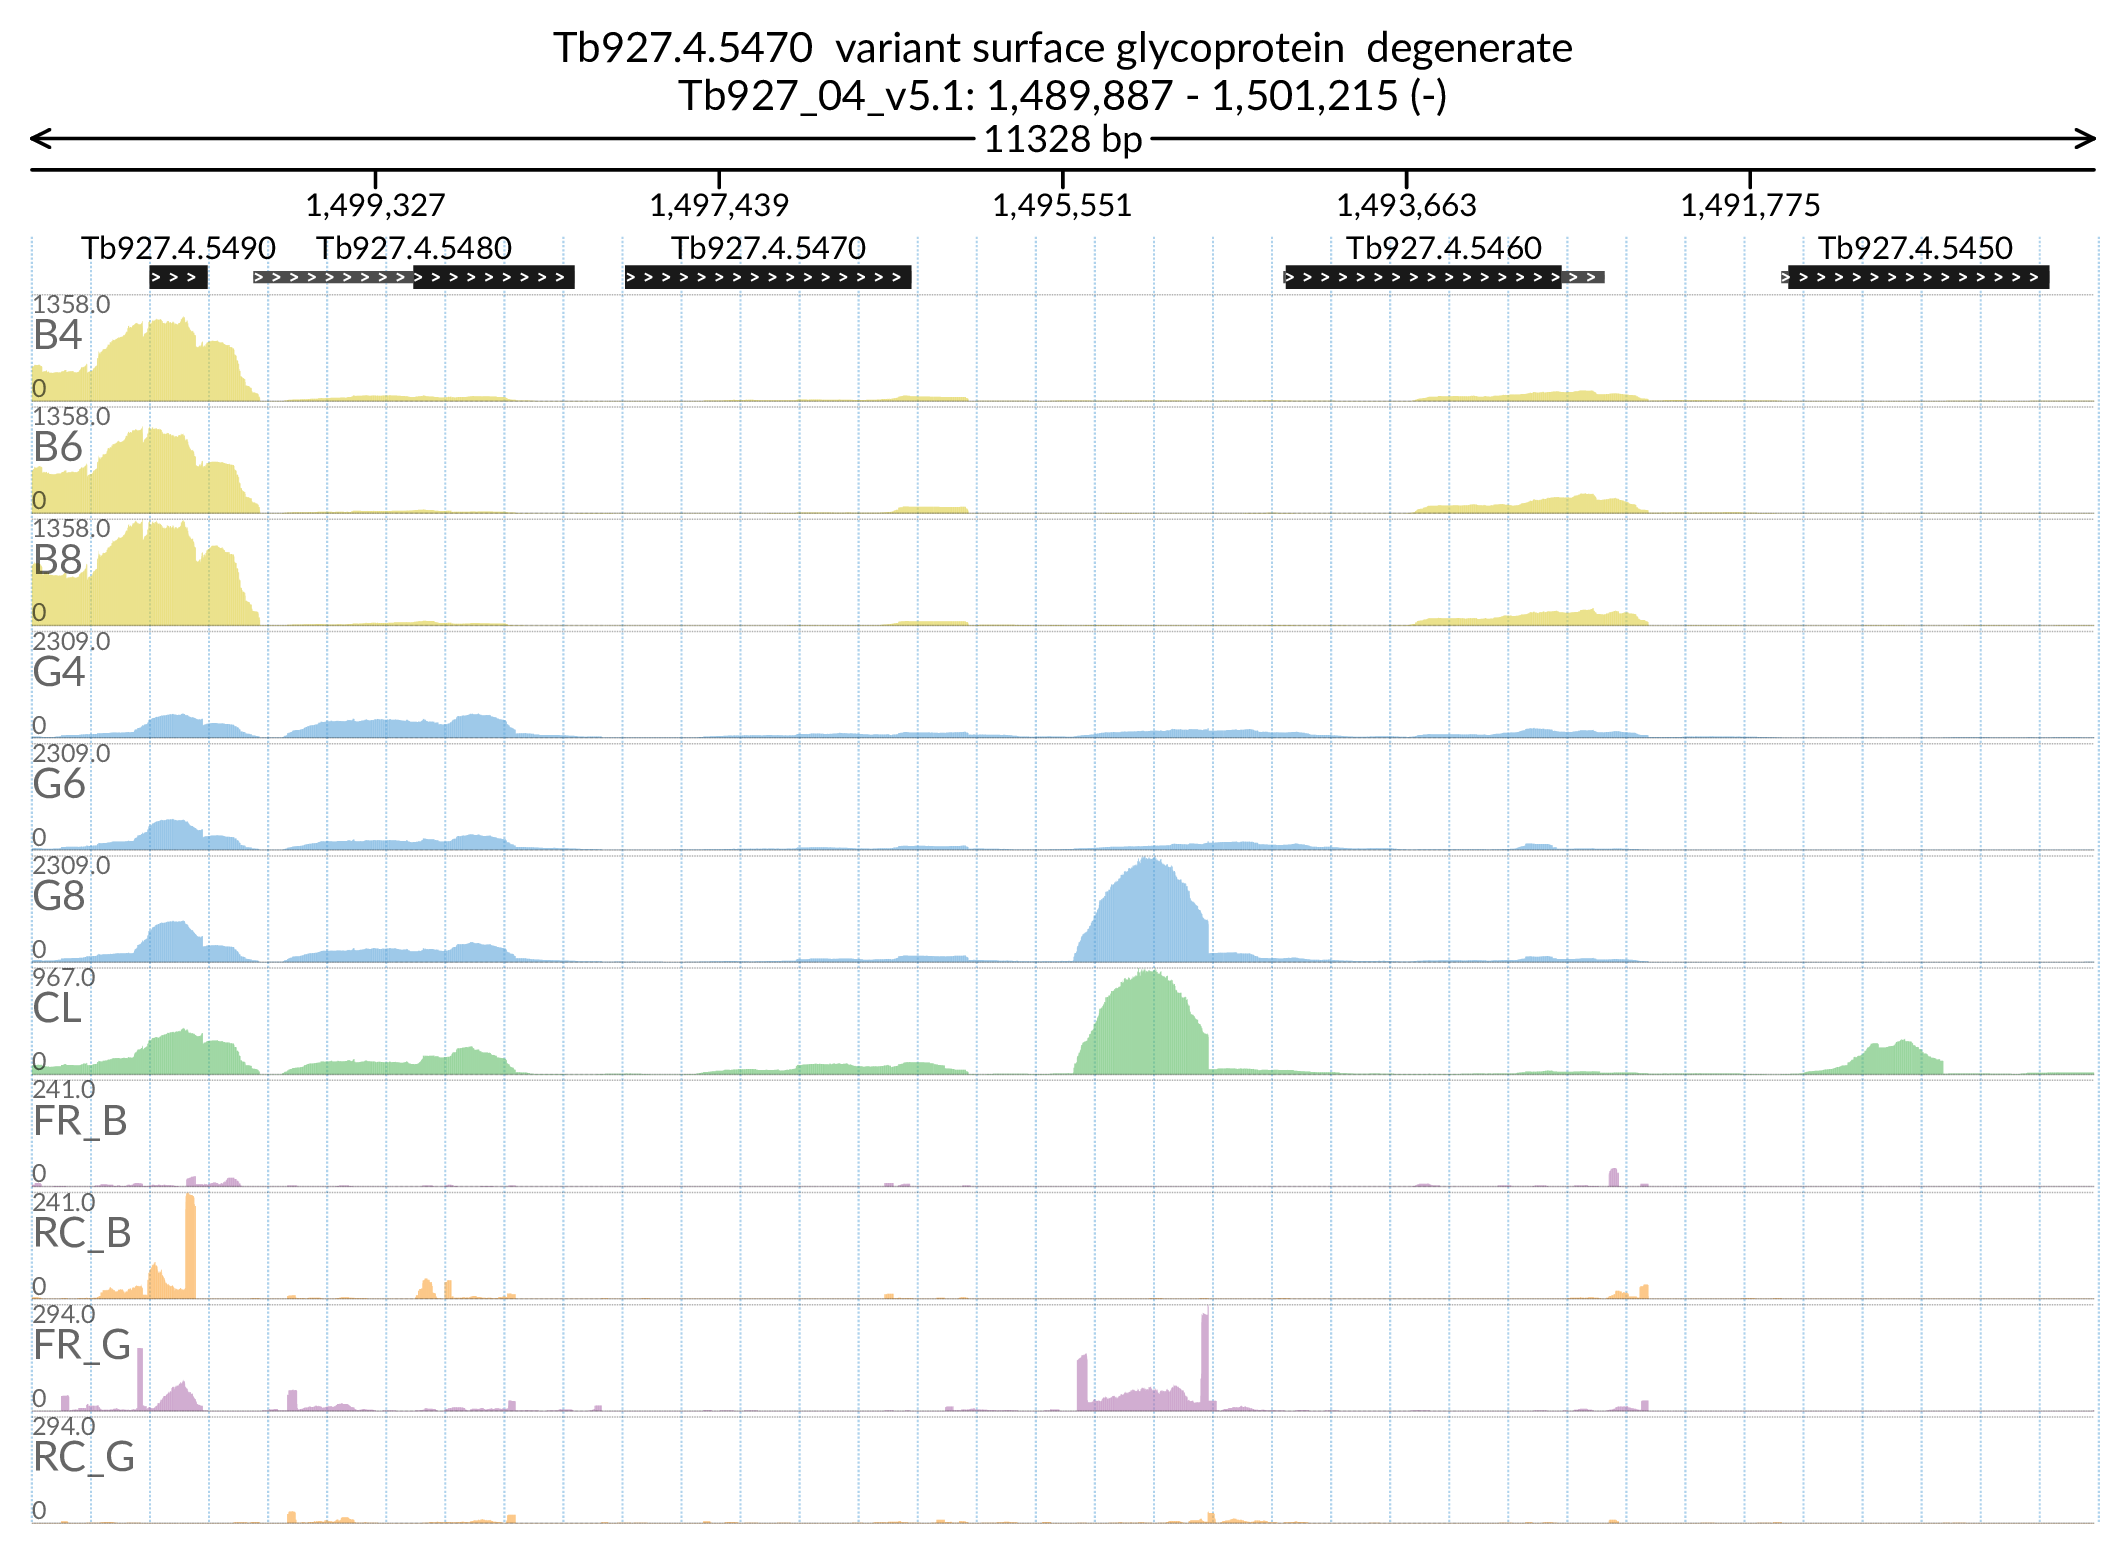 Tb927.4.5470 variant surface glycoprotein degenerate
Tb927_04_v5.1: 1,489,887 - 1,501,215 (-)
11328 bp
1,499,327 1,497,439 1,495,551 1,493,663 1,491,775
Tb927.4.5490 Tb927.4.5480 Tb927.4.5470 Tb927.4.5460 Tb927.4.5450
1358.0
B4
0
1358.0
B6
0
1358.0
B8
0
2309.0
G4
0
2309.0
G6
0
2309.0
G8
0
967.0
CL
0
241.0
FR_B
0
241.0
RC_B
0
294.0
FR_G
0
294.0
RC_G
0